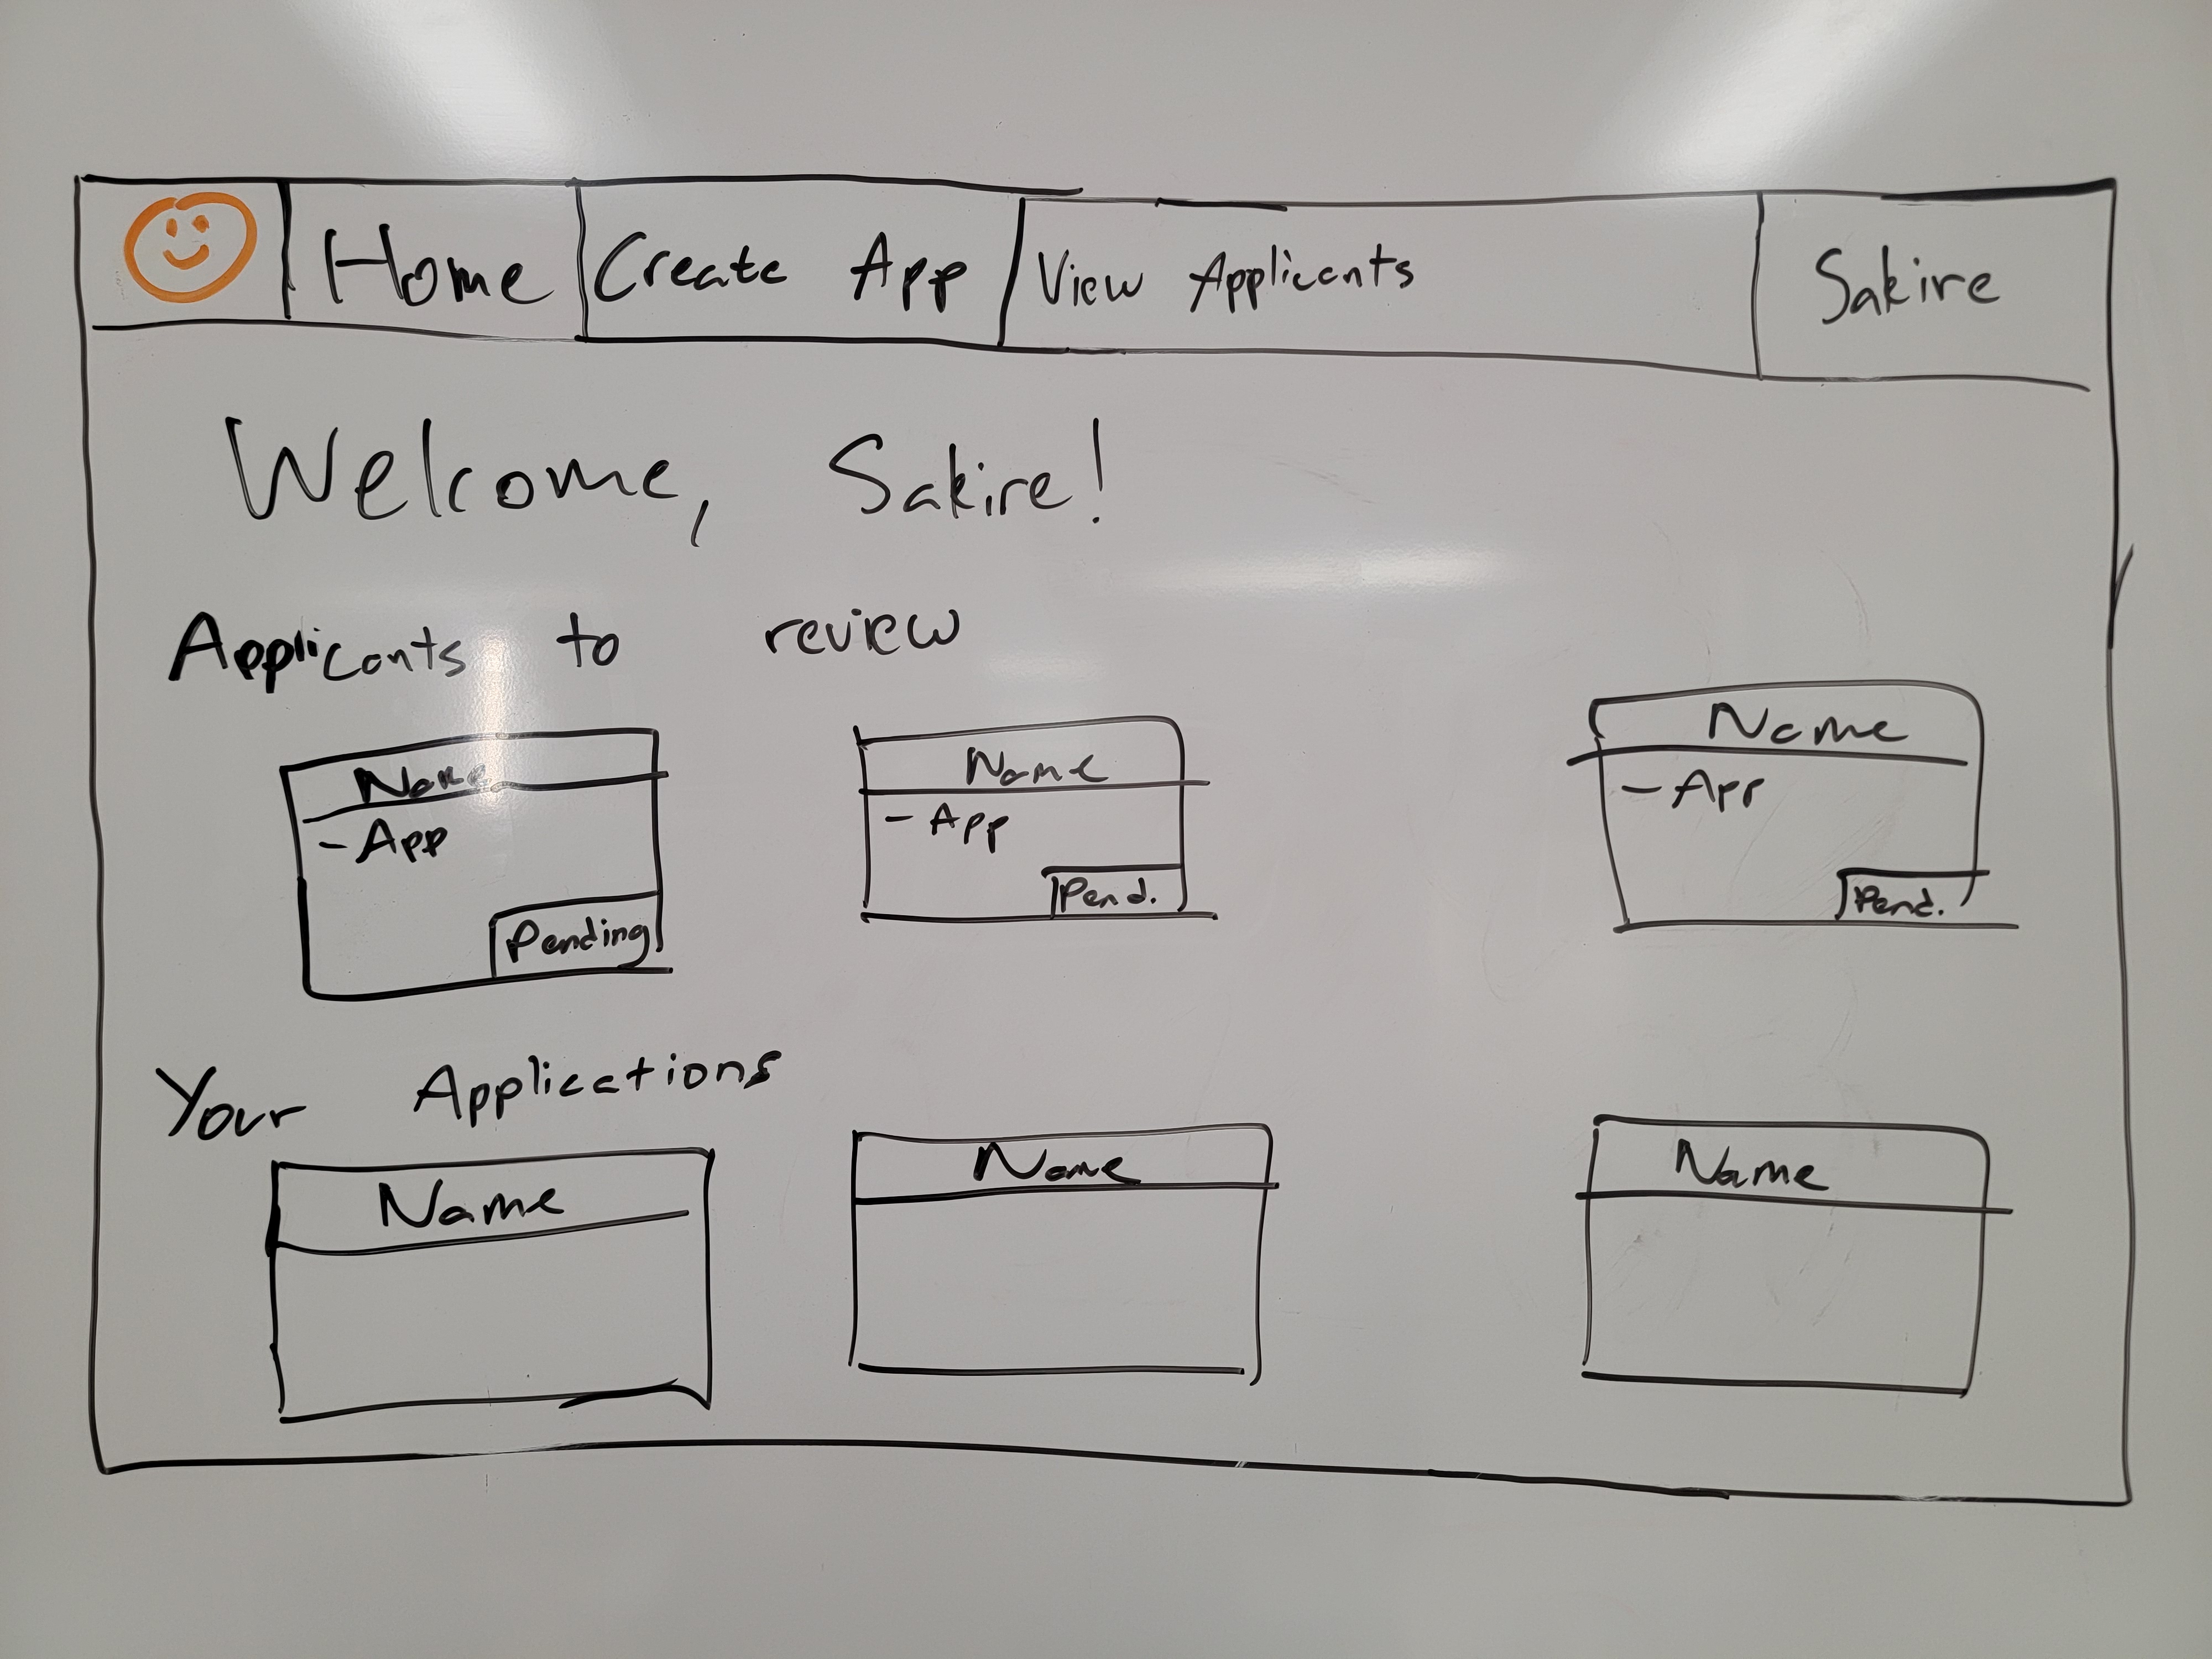 Home Create App View Applicants Sakire
Welcome, Sakire!
Applicants to review
Name Name Name
- App - App - App
Pending Pend. Pend.
Your Applications
Name Name Name